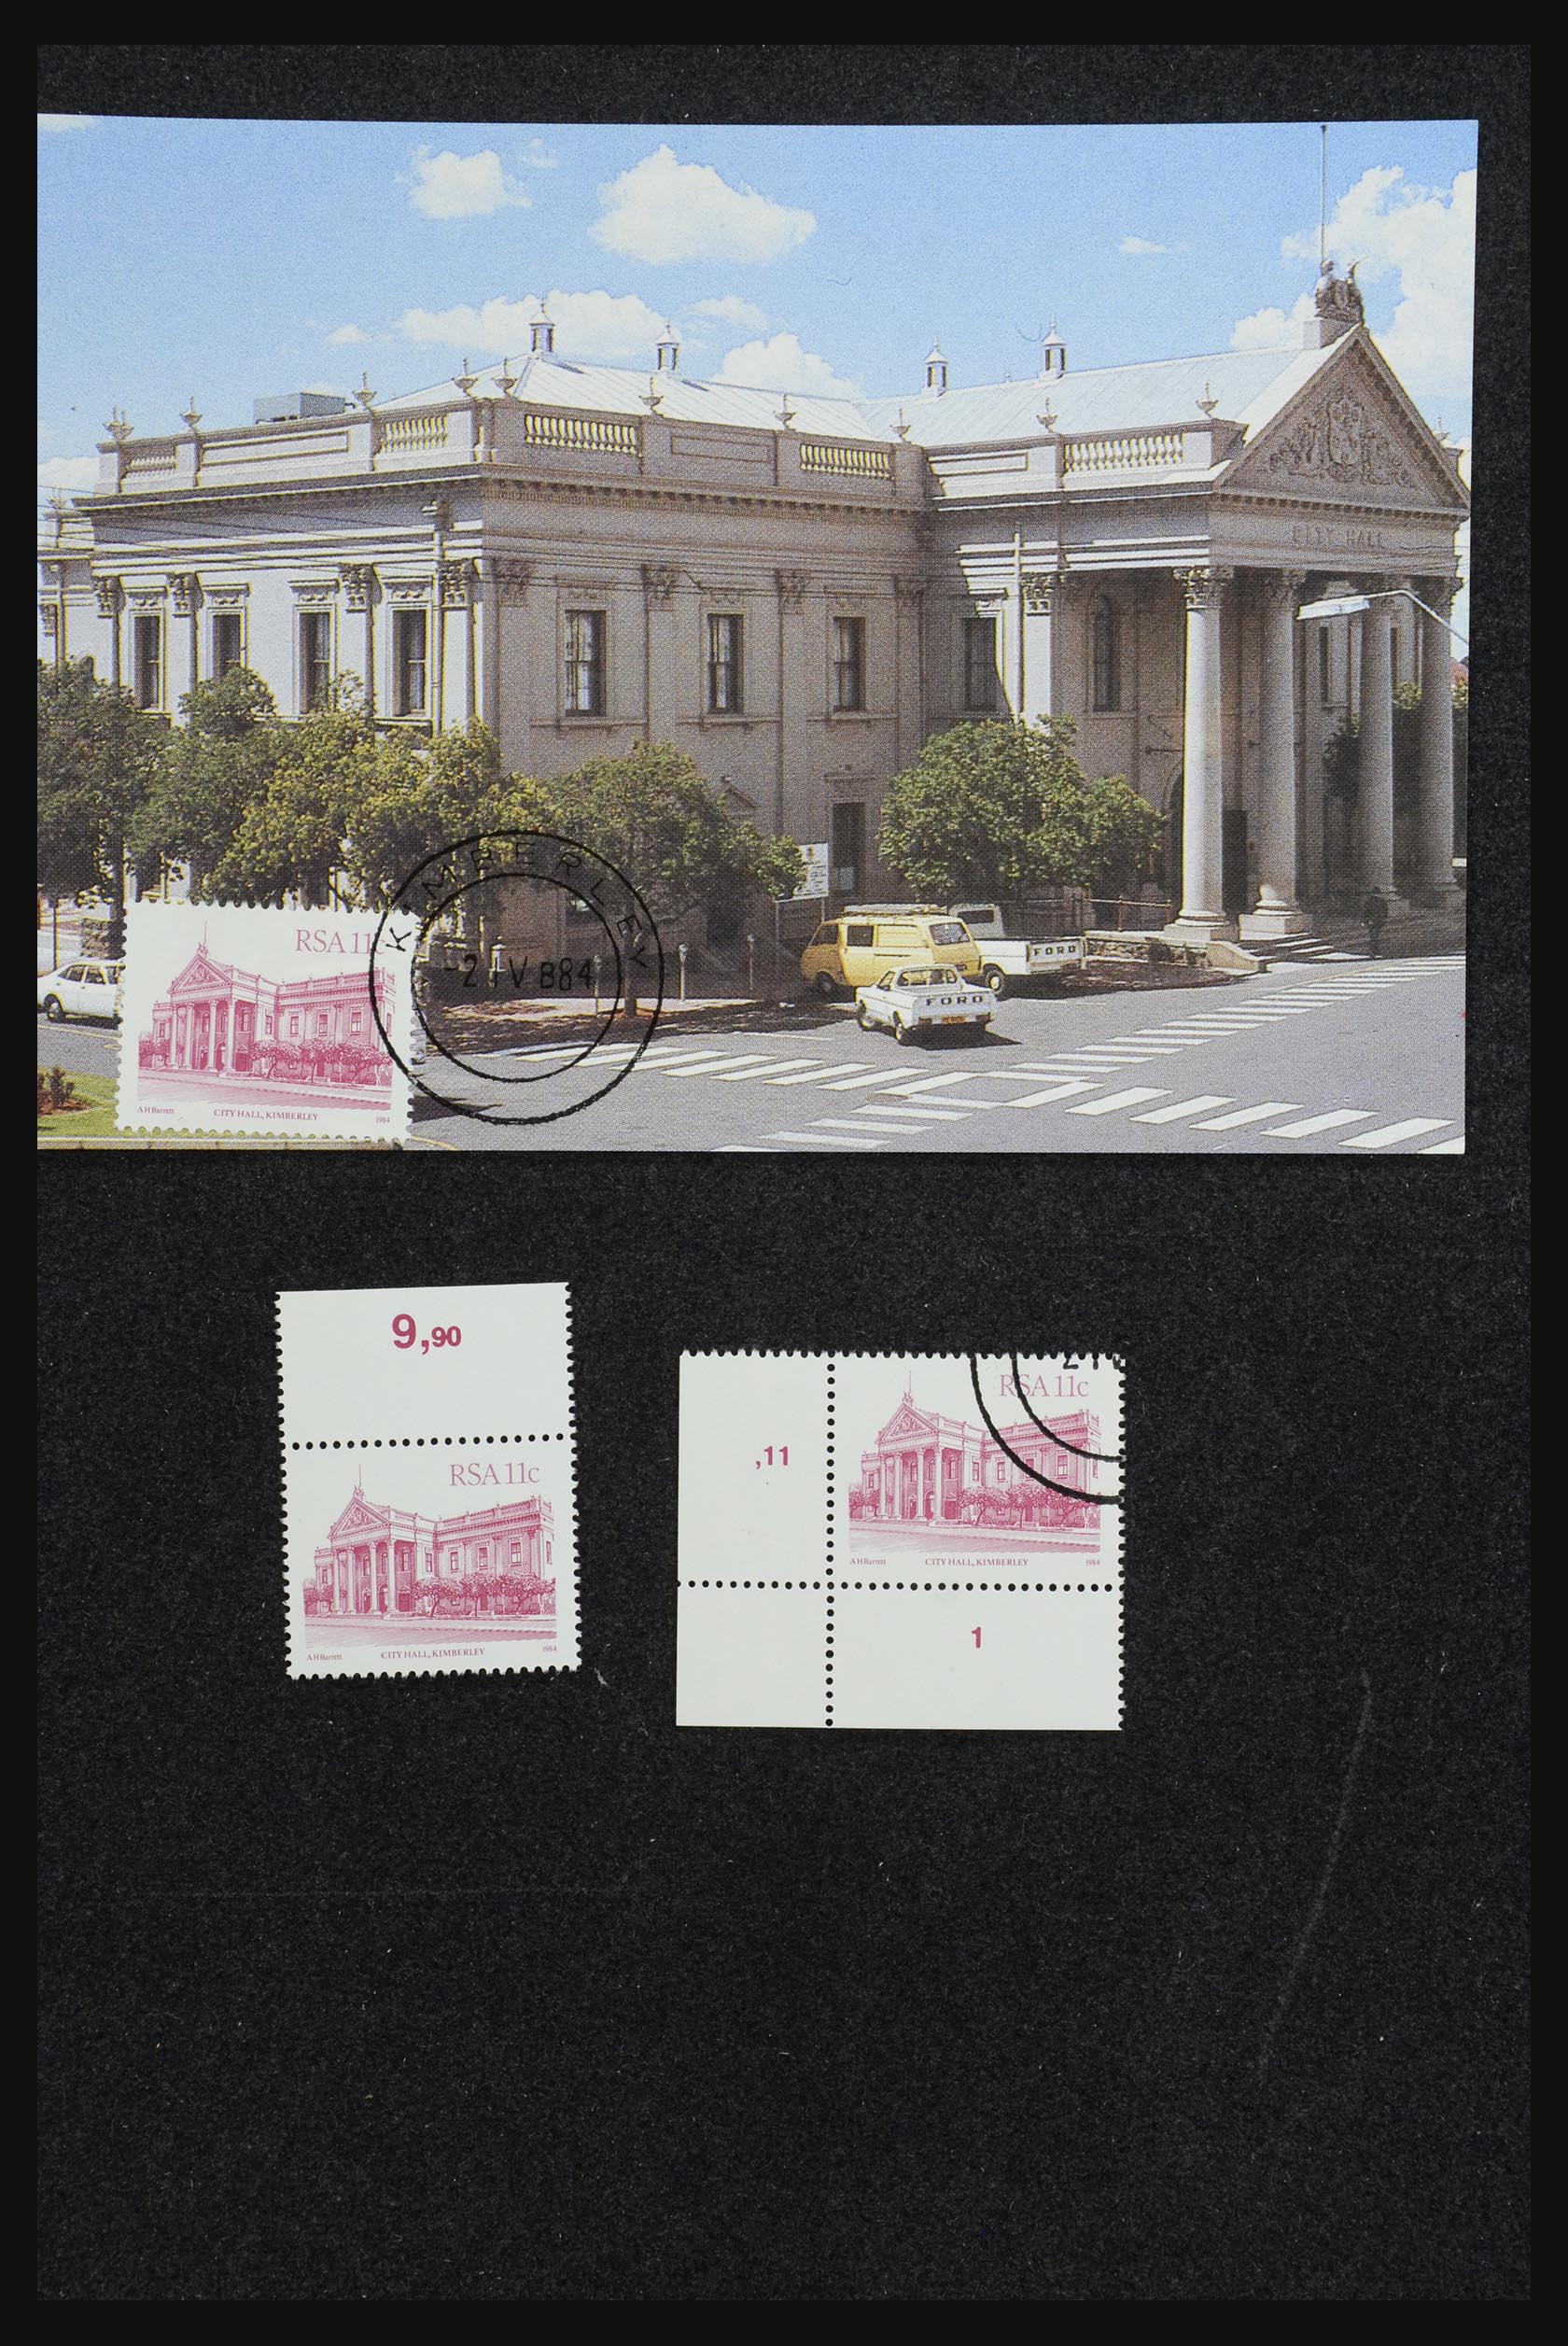 CITY HALL
FORD
FORD
KIMBERLEY
-2 IV 884
RSA 11c
A H Barrett CITY HALL, KIMBERLEY 1984
9,90
RSA 11c
A H Barrett CITY HALL, KIMBERLEY 1984
,11
RSA 11c
A H Barrett CITY HALL, KIMBERLEY 1984
1